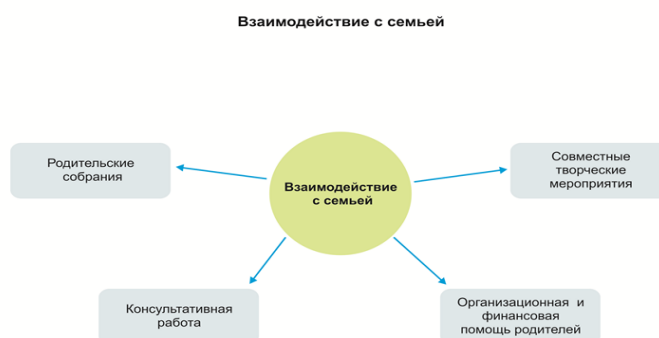 Взаимодействие с семьей
Родительские
собрания
Взаимодействие
с семьей
Совместные
творческие
мероприятия
Консультативная
работа
Организационная и
финансовая
помощь родителей